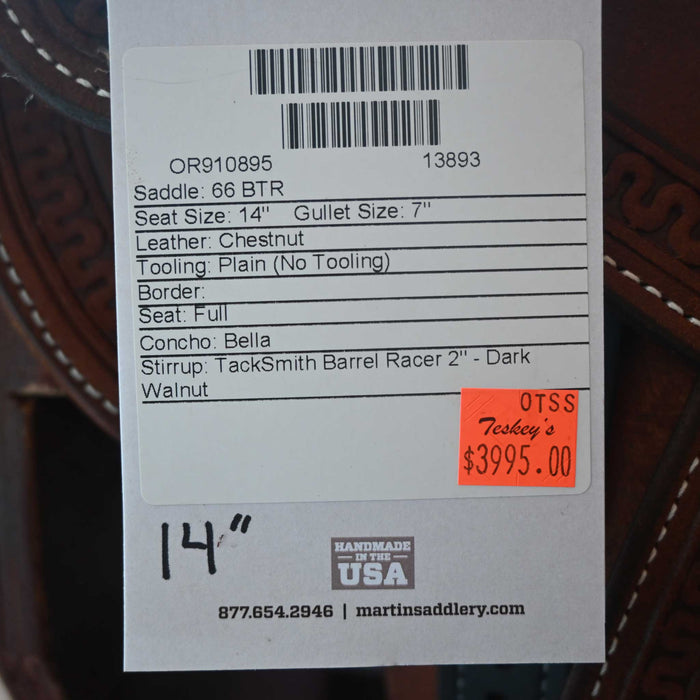 OR910895 13893
Saddle: 66 BTR
Seat Size: 14" Gullet Size: 7"
Leather: Chestnut
Tooling: Plain (No Tooling)
Border:
Seat: Full
Concho: Bella
Stirrup: TackSmith Barrel Racer 2" - Dark
Walnut
OTSS
Teskey's
$3995.00
14"
HANDMADE
IN THE
USA
877.654.2946 | martinsaddlery.com